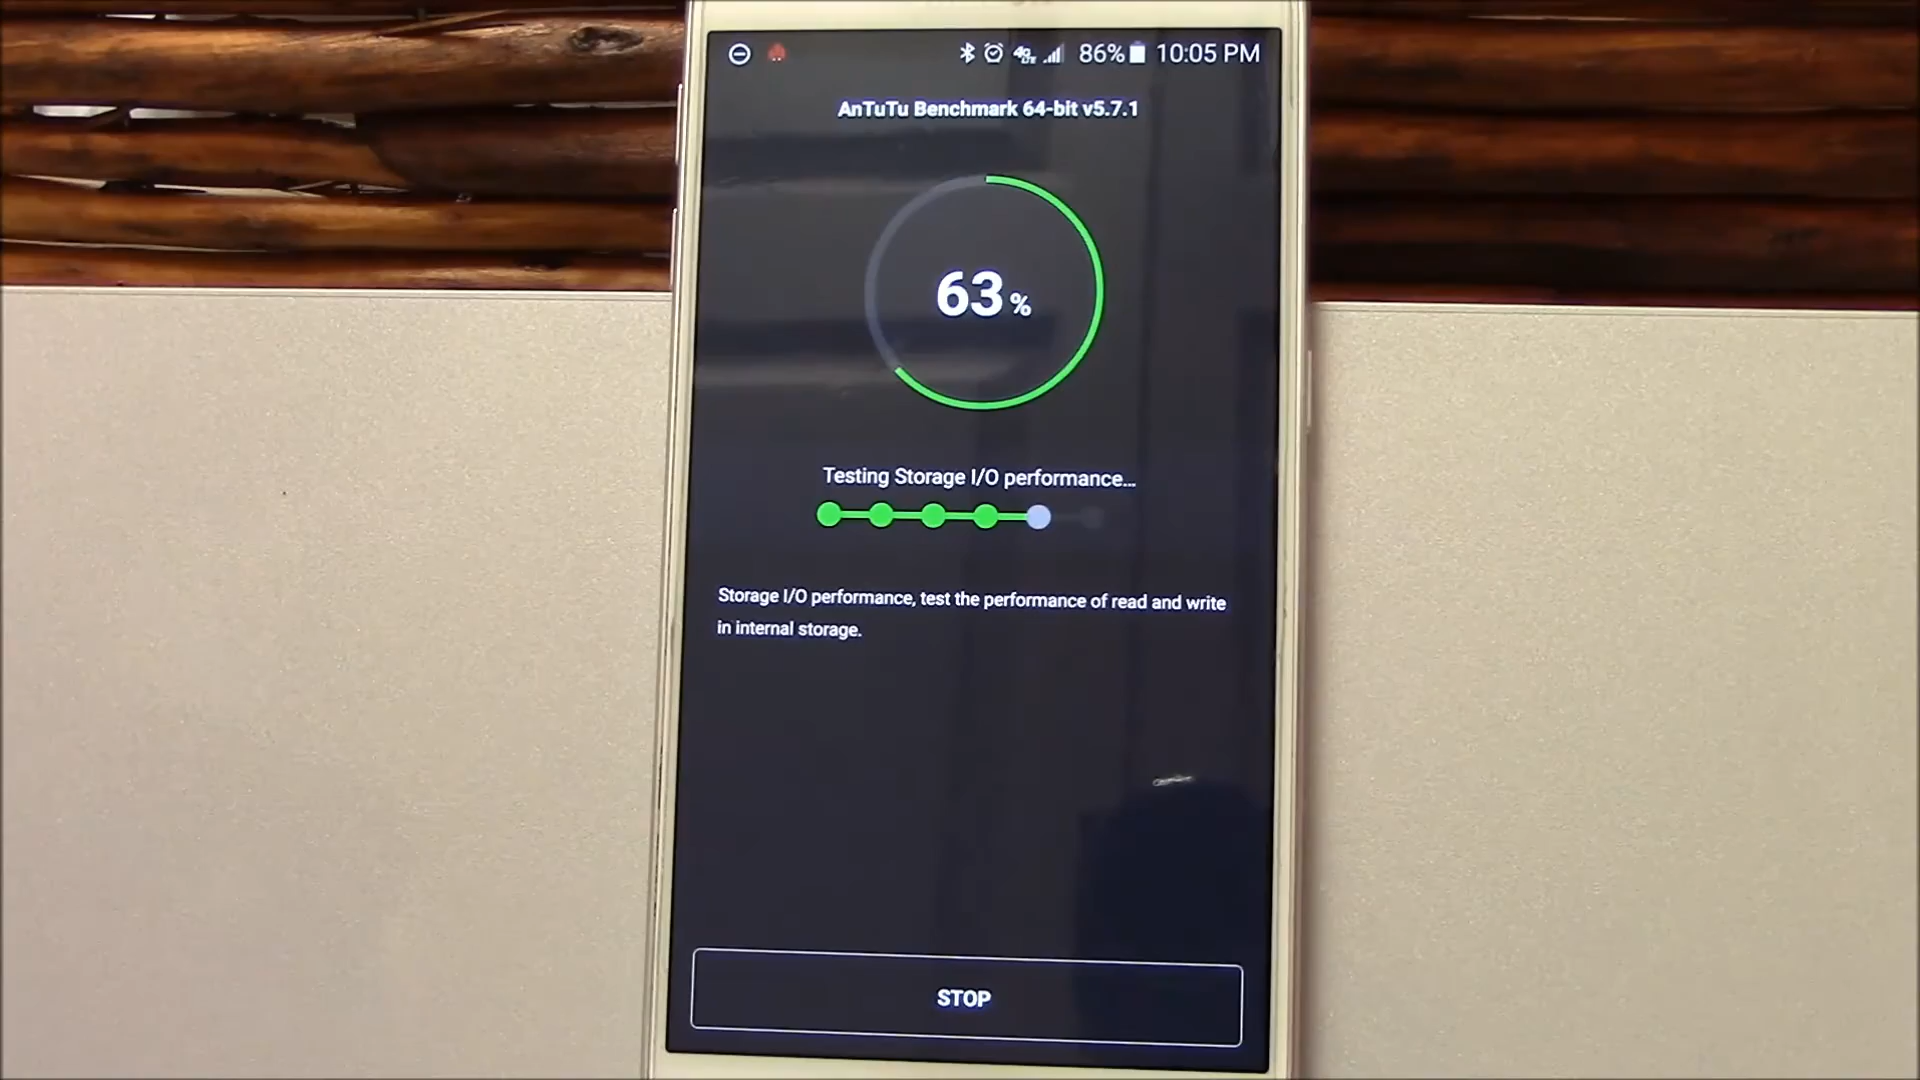 86% 10:05 PM
AnTuTu Benchmark 64-bit v5.7.1
63%
Testing Storage I/O performance...
Storage I/O performance, test the performance of read and write
in internal storage.
STOP